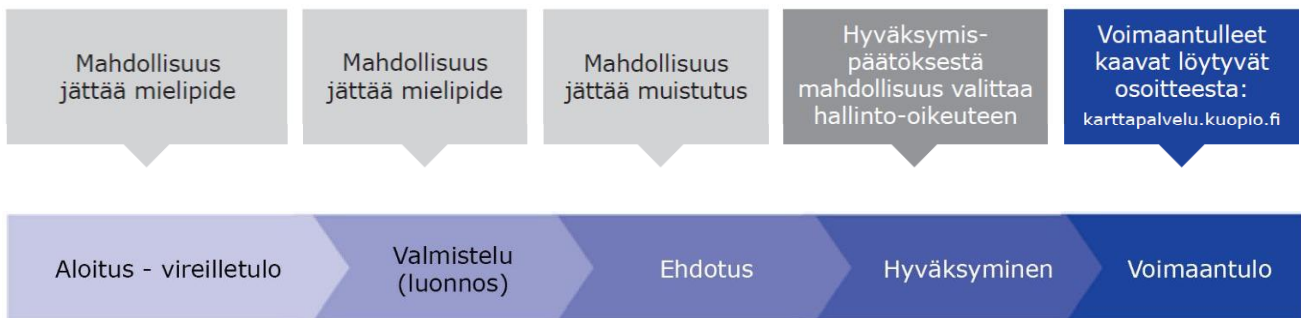 Mahdollisuus
jättää mielipide
Mahdollisuus
jättää mielipide
Mahdollisuus
jättää muistutus
Hyväksymis-
päätöksestä
mahdollisuus valittaa
hallinto-oikeuteen
Voimaantulleet
kaavat löytyvät
osoitteesta:
karttapalvelu.kuopio.fi
Aloitus - vireilletulo
Valmistelu
(luonnos)
Ehdotus
Hyväksyminen
Voimaantulo